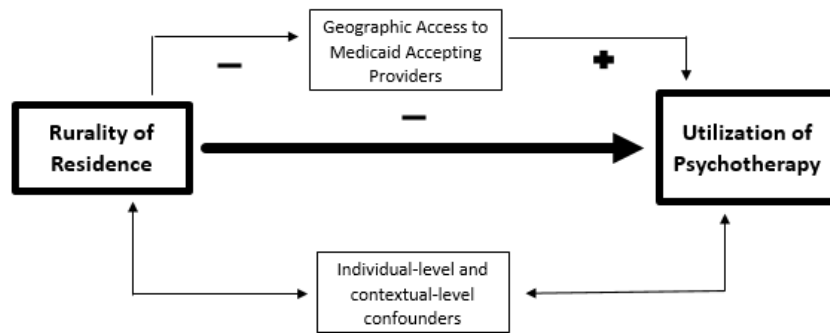 Geographic Access to
Medicaid Accepting
Providers
−
+
−
Rurality of
Residence
Utilization of
Psychotherapy
Individual-level and
contextual-level
confounders